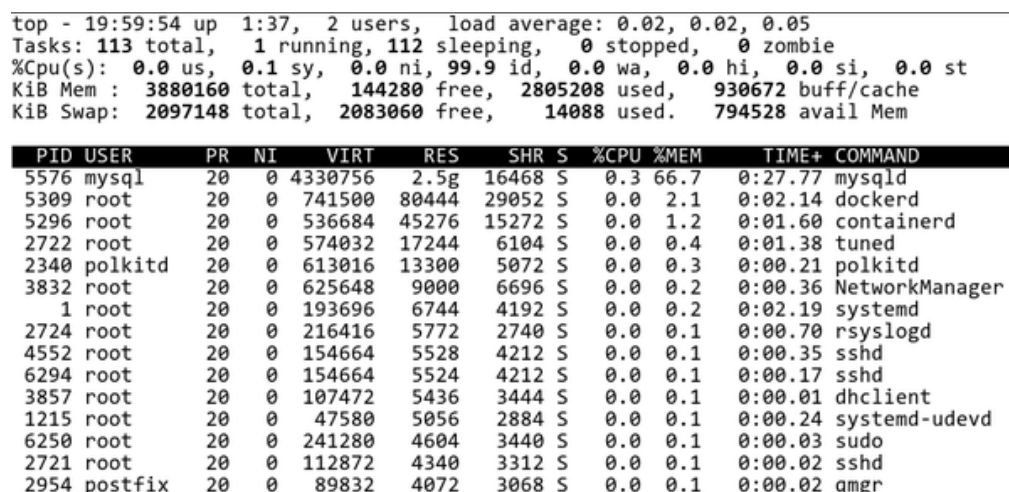 top - 19:59:54 up  1:37,  2 users,  load average: 0.02, 0.02, 0.05
Tasks: 113 total,   1 running, 112 sleeping,   0 stopped,   0 zombie
%Cpu(s):  0.0 us,  0.1 sy,  0.0 ni, 99.9 id,  0.0 wa,  0.0 hi,  0.0 si,  0.0 st
KiB Mem :  3880160 total,   144280 free,  2805208 used,   930672 buff/cache
KiB Swap:  2097148 total,  2083060 free,    14088 used.   794528 avail Mem
PID USER      PR  NI    VIRT    RES    SHR S  %CPU %MEM     TIME+ COMMAND
5576 mysql     20   0 4330756   2.5g  16468 S   0.3 66.7   0:27.77 mysqld
5309 root      20   0  741500  80444  29052 S   0.0  2.1   0:02.14 dockerd
5296 root      20   0  536684  45276  15272 S   0.0  1.2   0:01.60 containerd
2722 root      20   0  574032  17244   6104 S   0.0  0.4   0:01.38 tuned
2340 polkitd   20   0  613016  13300   5072 S   0.0  0.3   0:00.21 polkitd
3832 root      20   0  625648   9000   6696 S   0.0  0.2   0:00.36 NetworkManager
1 root      20   0  193696   6744   4192 S   0.0  0.2   0:02.19 systemd
2724 root      20   0  216416   5772   2740 S   0.0  0.1   0:00.70 rsyslogd
4552 root      20   0  154664   5528   4212 S   0.0  0.1   0:00.35 sshd
6294 root      20   0  154664   5524   4212 S   0.0  0.1   0:00.17 sshd
3857 root      20   0  107472   5436   3444 S   0.0  0.1   0:00.01 dhclient
1215 root      20   0   47580   5056   2884 S   0.0  0.1   0:00.24 systemd-udevd
6250 root      20   0  241280   4604   3440 S   0.0  0.1   0:00.03 sudo
2721 root      20   0  112872   4340   3312 S   0.0  0.1   0:00.02 sshd
2954 postfix   20   0   89832   4072   3068 S   0.0  0.1   0:00.02 qmgr